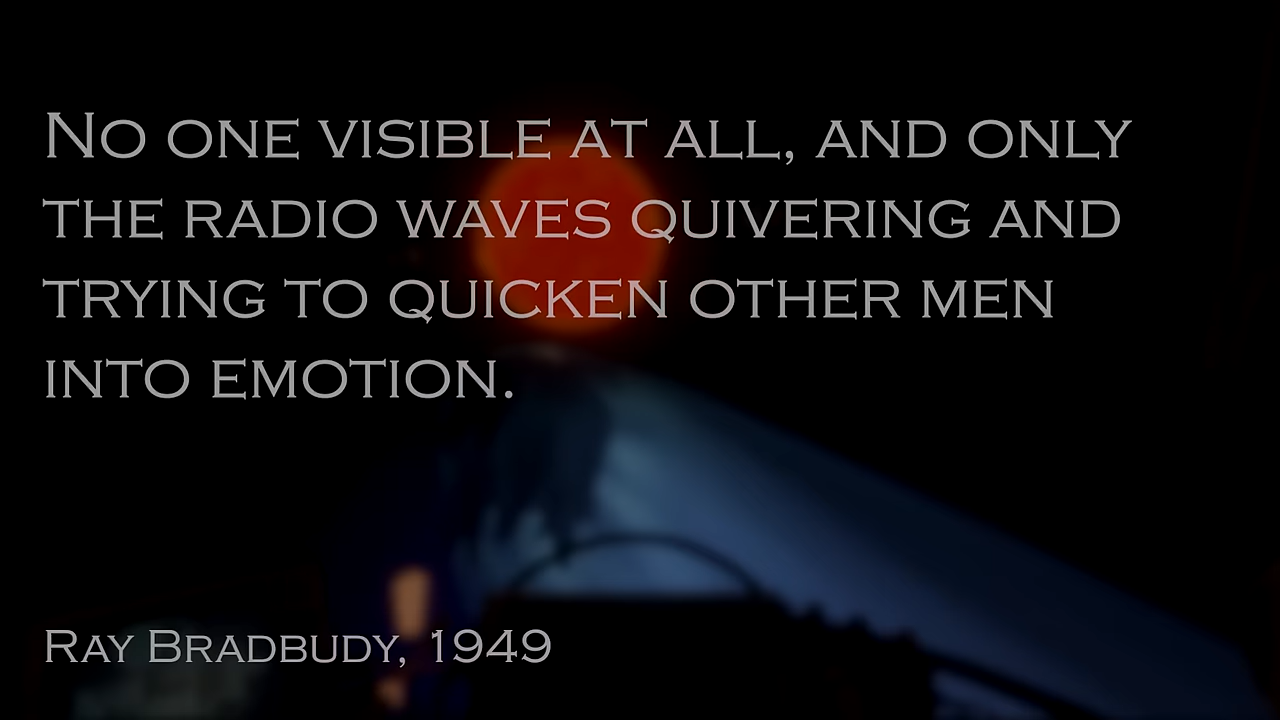 No one visible at all, and only
the radio waves quivering and
trying to quicken other men
into emotion.
Ray Bradbudy, 1949